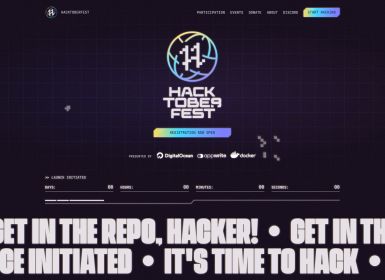 HACKTOBERFEST
PARTICIPATION EVENTS DONATE ABOUT DISCORD START HACKING
11
HACK
TOBER
FEST
REGISTRATION NOW OPEN
PRESENTED BY DigitalOcean appwrite docker
>> LAUNCH INITIATED
DAYS: 00 HOURS: 00 MINUTES: 00 SECONDS: 00
GET IN THE REPO, HACKER! • GET IN TH
CE INITIATED • IT'S TIME TO HACK •